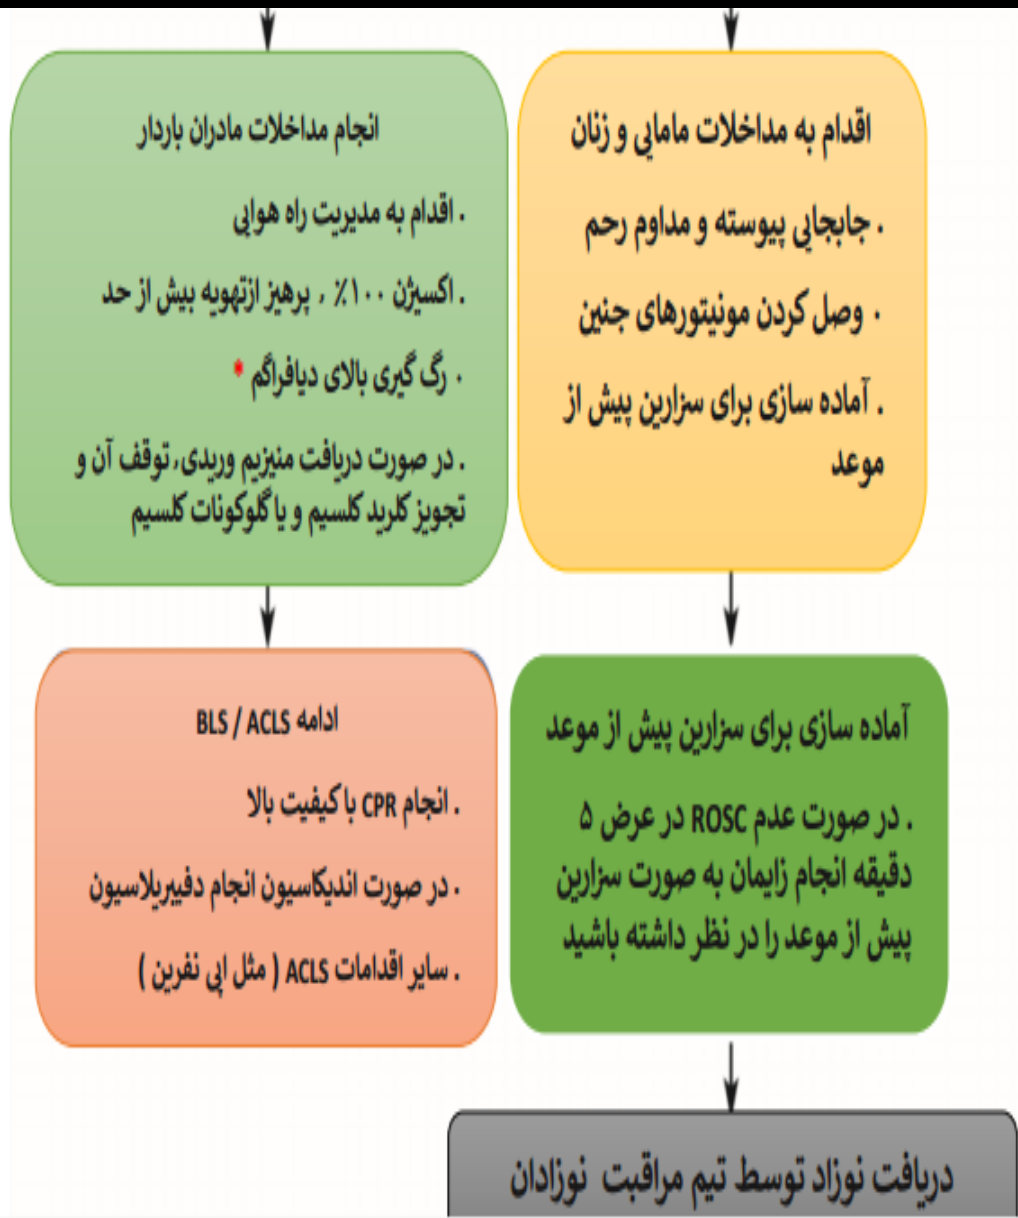 اقدام به مداخلات مامایی و زنان
. جابجایی پیوسته و مداوم رحم
. وصل کردن مونیتورهای جنین
. آماده سازی برای سزارین پیش از
موعد
انجام مداخلات مادران باردار
. اقدام به مدیریت راه هوایی
. اکسیژن ۱۰۰٪ ، پرهیز ازتهویه بیش از حد
. رگ گیری بالای دیافراگم *
. در صورت دریافت منیزیم وریدی، توقف آن و
تجویز کلرید کلسیم و یا گلوکونات کلسیم
آماده سازی برای سزارین پیش از موعد
. در صورت عدم ROSC در عرض ۵
دقیقه انجام زایمان به صورت سزارین
پیش از موعد را در نظر داشته باشید
ادامه BLS / ACLS
. انجام CPR با کیفیت بالا
. در صورت اندیکاسیون انجام دفیبریلاسیون
. سایر اقدامات ACLS ( مثل اپی نفرین )
دریافت نوزاد توسط تیم مراقبت نوزادان